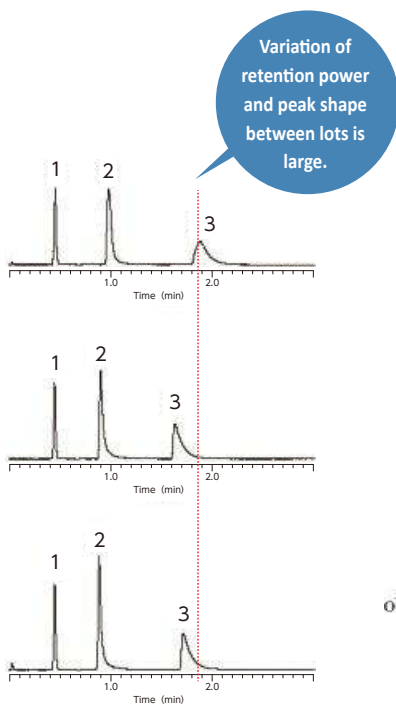 Variation of
retention power
and peak shape
between lots is
large.
1
2
3
1.0
2.0
Time (min)
1
2
3
1.0
2.0
Time (min)
1
2
3
1.0
2.0
Time (min)